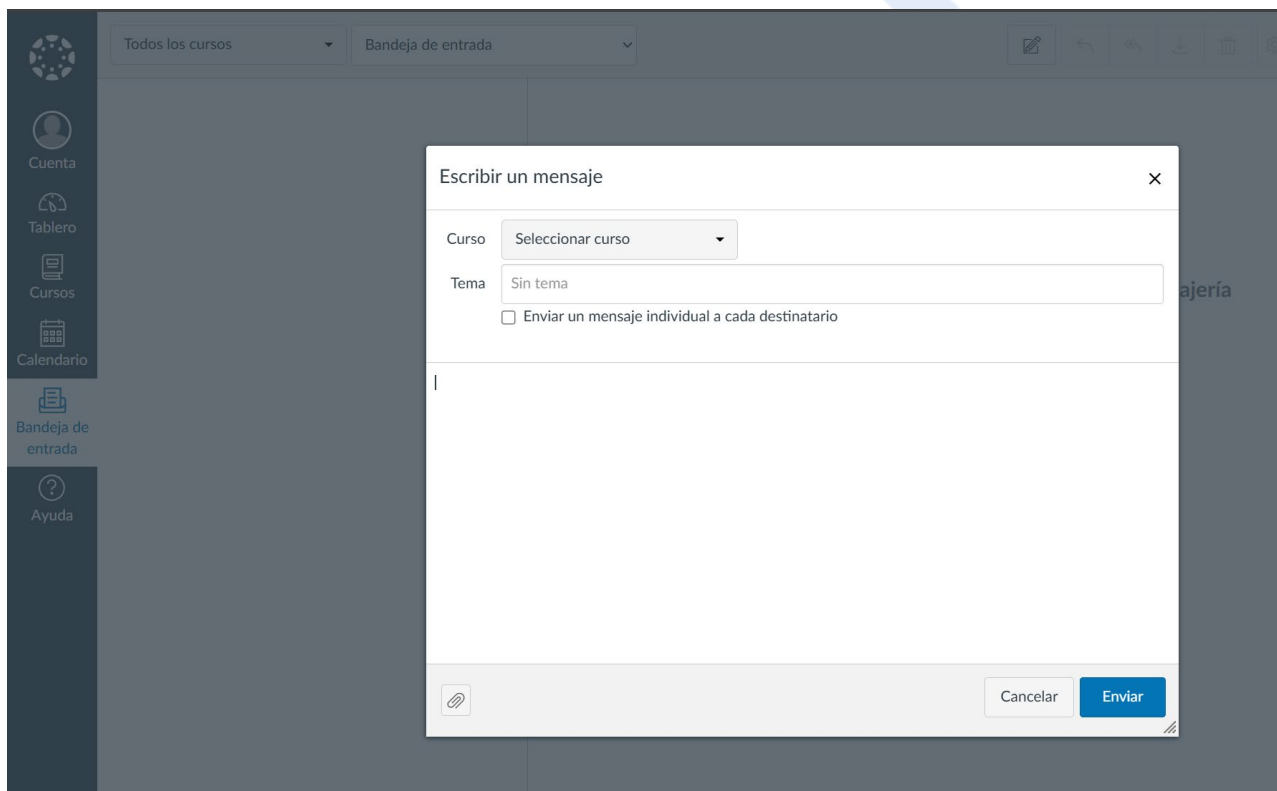 Todos los cursos
Bandeja de entrada
Cuenta
Tablero
Cursos
Calendario
Bandeja de
entrada
Ayuda
Escribir un mensaje
Curso
Seleccionar curso
Tema
Sin tema
Enviar un mensaje individual a cada destinatario
Cancelar
Enviar
ajería